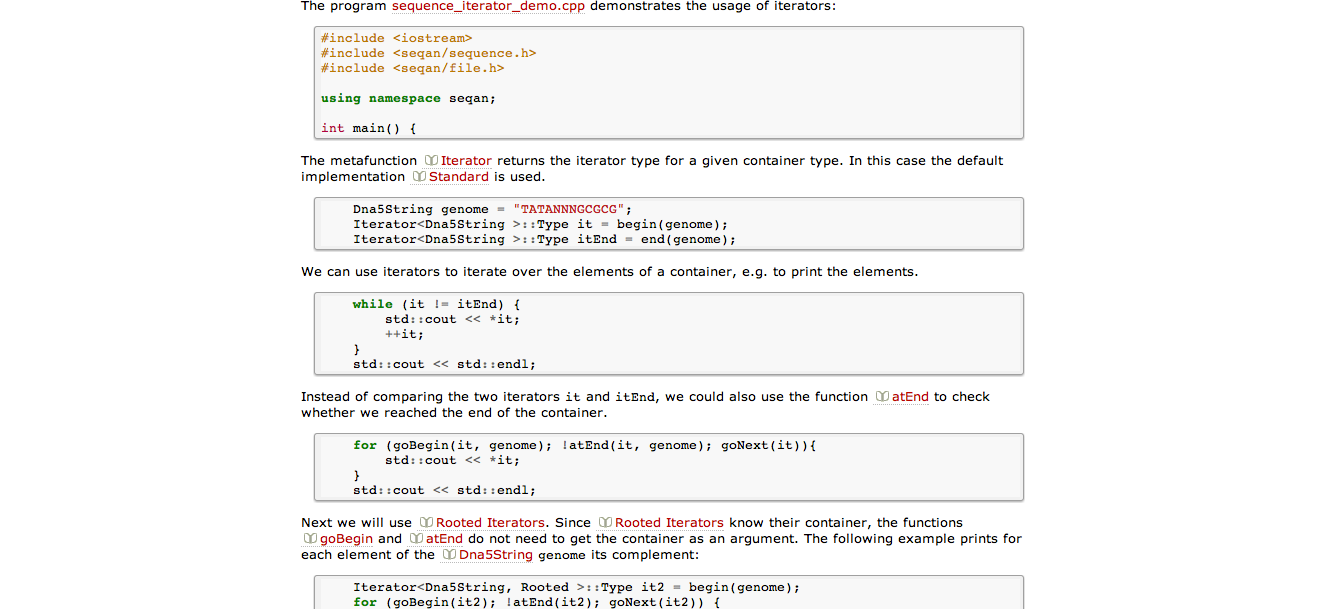 The program sequence_iterator_demo.cpp demonstrates the usage of iterators:
#include <iostream>
#include <seqan/sequence.h>
#include <seqan/file.h>
using namespace seqan;
int main() {
The metafunction Iterator returns the iterator type for a given container type. In this case the default
implementation Standard is used.
Dna5String genome = "TATANNNGCGCG";
Iterator<Dna5String >::Type it = begin(genome);
Iterator<Dna5String >::Type itEnd = end(genome);
We can use iterators to iterate over the elements of a container, e.g. to print the elements.
while (it != itEnd) {
std::cout << *it;
++it;
}
std::cout << std::endl;
Instead of comparing the two iterators it and itEnd, we could also use the function atEnd to check
whether we reached the end of the container.
for (goBegin(it, genome); !atEnd(it, genome); goNext(it)){
std::cout << *it;
}
std::cout << std::endl;
Next we will use Rooted Iterators. Since Rooted Iterators know their container, the functions
goBegin and atEnd do not need to get the container as an argument. The following example prints for
each element of the Dna5String genome its complement:
Iterator<Dna5String, Rooted >::Type it2 = begin(genome);
for (goBegin(it2); !atEnd(it2); goNext(it2)) {